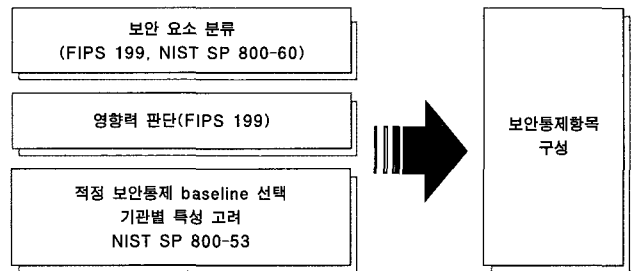 보안 요소 분류
(FIPS 199, NIST SP 800-60)
영향력 판단(FIPS 199)
적정 보안통제 baseline 선택
기관별 특성 고려
NIST SP 800-53
보안통제항목
구성